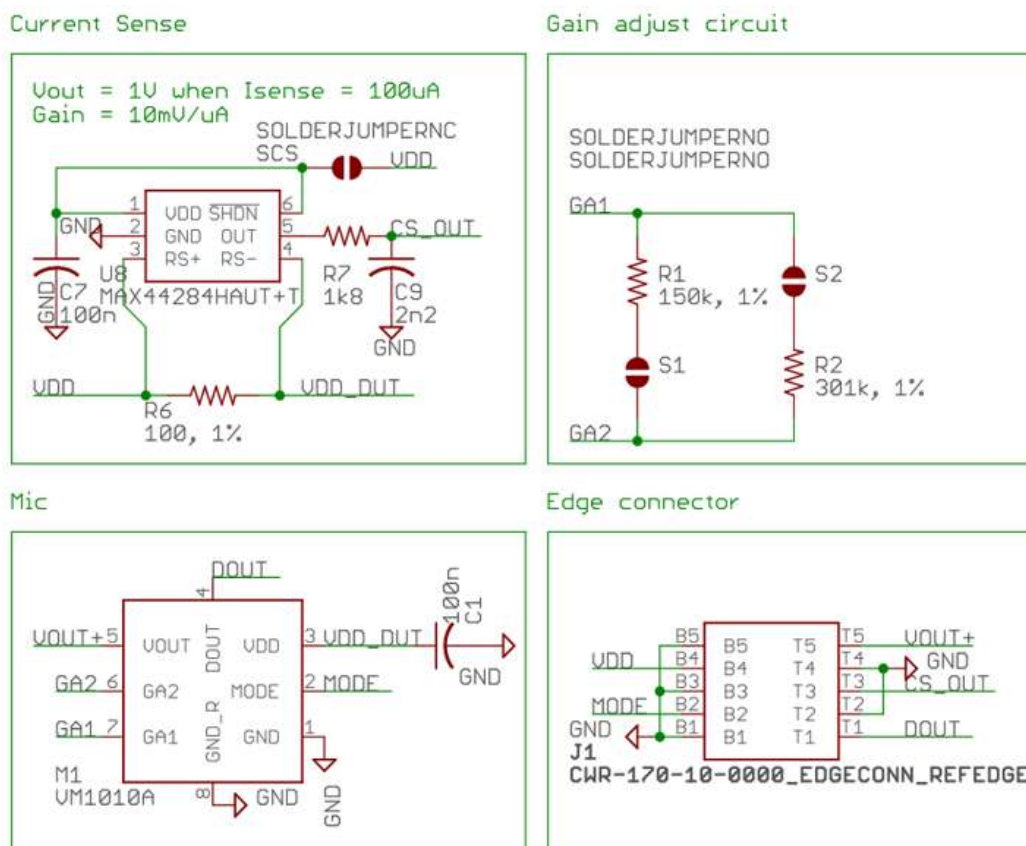 Current Sense
Vout = 1V when Isense = 100uA
Gain = 10mV/uA
SOLDERJUMPERNC
SCS
VDD
1 VDD SHDN 6
GND 2 GND OUT 5 CS_OUT
3 RS+ RS- 4
U8
MAX44284HAUT+T
R7
1k8
C7
100n
GND
C9
2n2
GND
VDD
VDD_DUT
R6
100, 1%
Gain adjust circuit
SOLDERJUMPERNO
SOLDERJUMPERNO
GA1
R1
150k, 1%
S2
S1
R2
301k, 1%
GA2
Mic
DOUT
4
100n
C1
VOUT+ 5 VOUT DOUT VDD 3 VDD_DUT
GND
GA2 6 GA2 MODE 2 MODE
GA1 7 GA1 GND_R GND 1
GND
M1
VM1010A
8
GND
Edge connector
B5 B5 T5 T5 VOUT+
VDD B4 B4 T4 T4 GND
B3 B3 T3 T3 CS_OUT
MODE B2 B2 T2 T2
GND B1 B1 T1 T1 DOUT
J1
CWR-170-10-0000_EDGECONN_REFEDGE